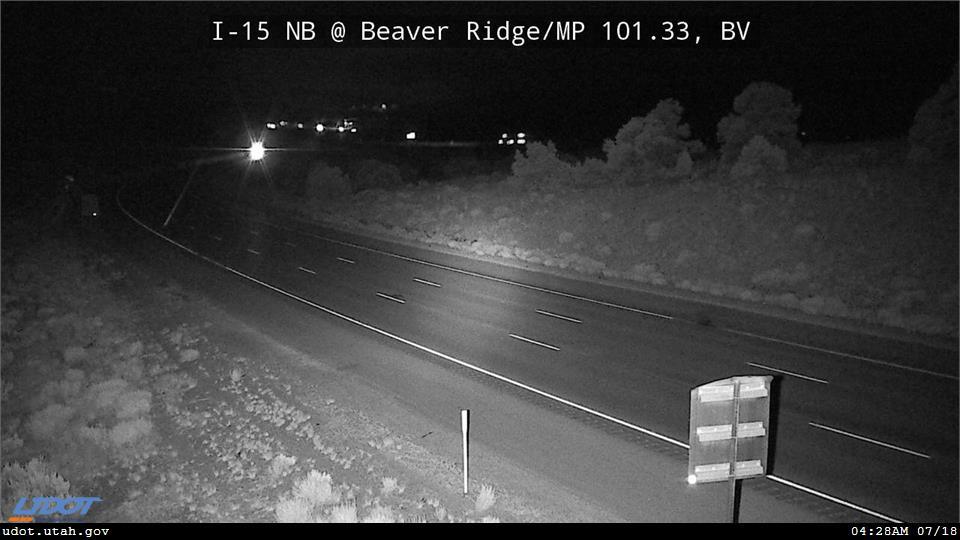 I-15 NB @ Beaver Ridge/MP 101.33, BV
UDOT
udot.utah.gov 04:28AM 07/18